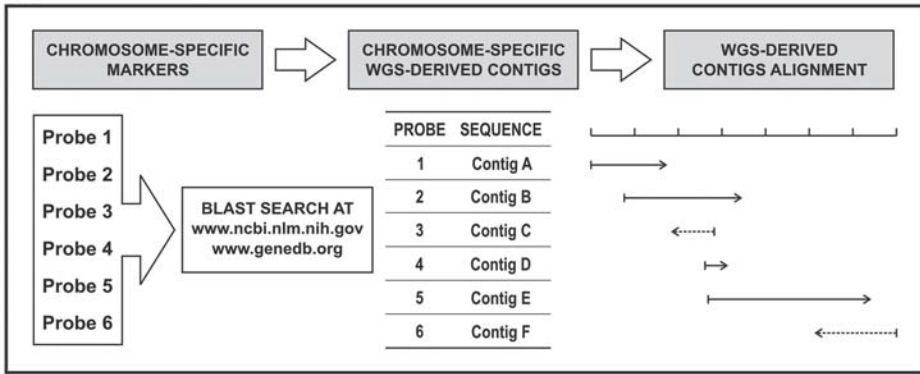 CHROMOSOME-SPECIFIC
MARKERS
CHROMOSOME-SPECIFIC
WGS-DERIVED CONTIGS
WGS-DERIVED
CONTIGS ALIGNMENT
Probe 1
Probe 2
Probe 3
Probe 4
Probe 5
Probe 6
BLAST SEARCH AT
www.ncbi.nlm.nih.gov
www.genedb.org
PROBE SEQUENCE
1 Contig A
2 Contig B
3 Contig C
4 Contig D
5 Contig E
6 Contig F